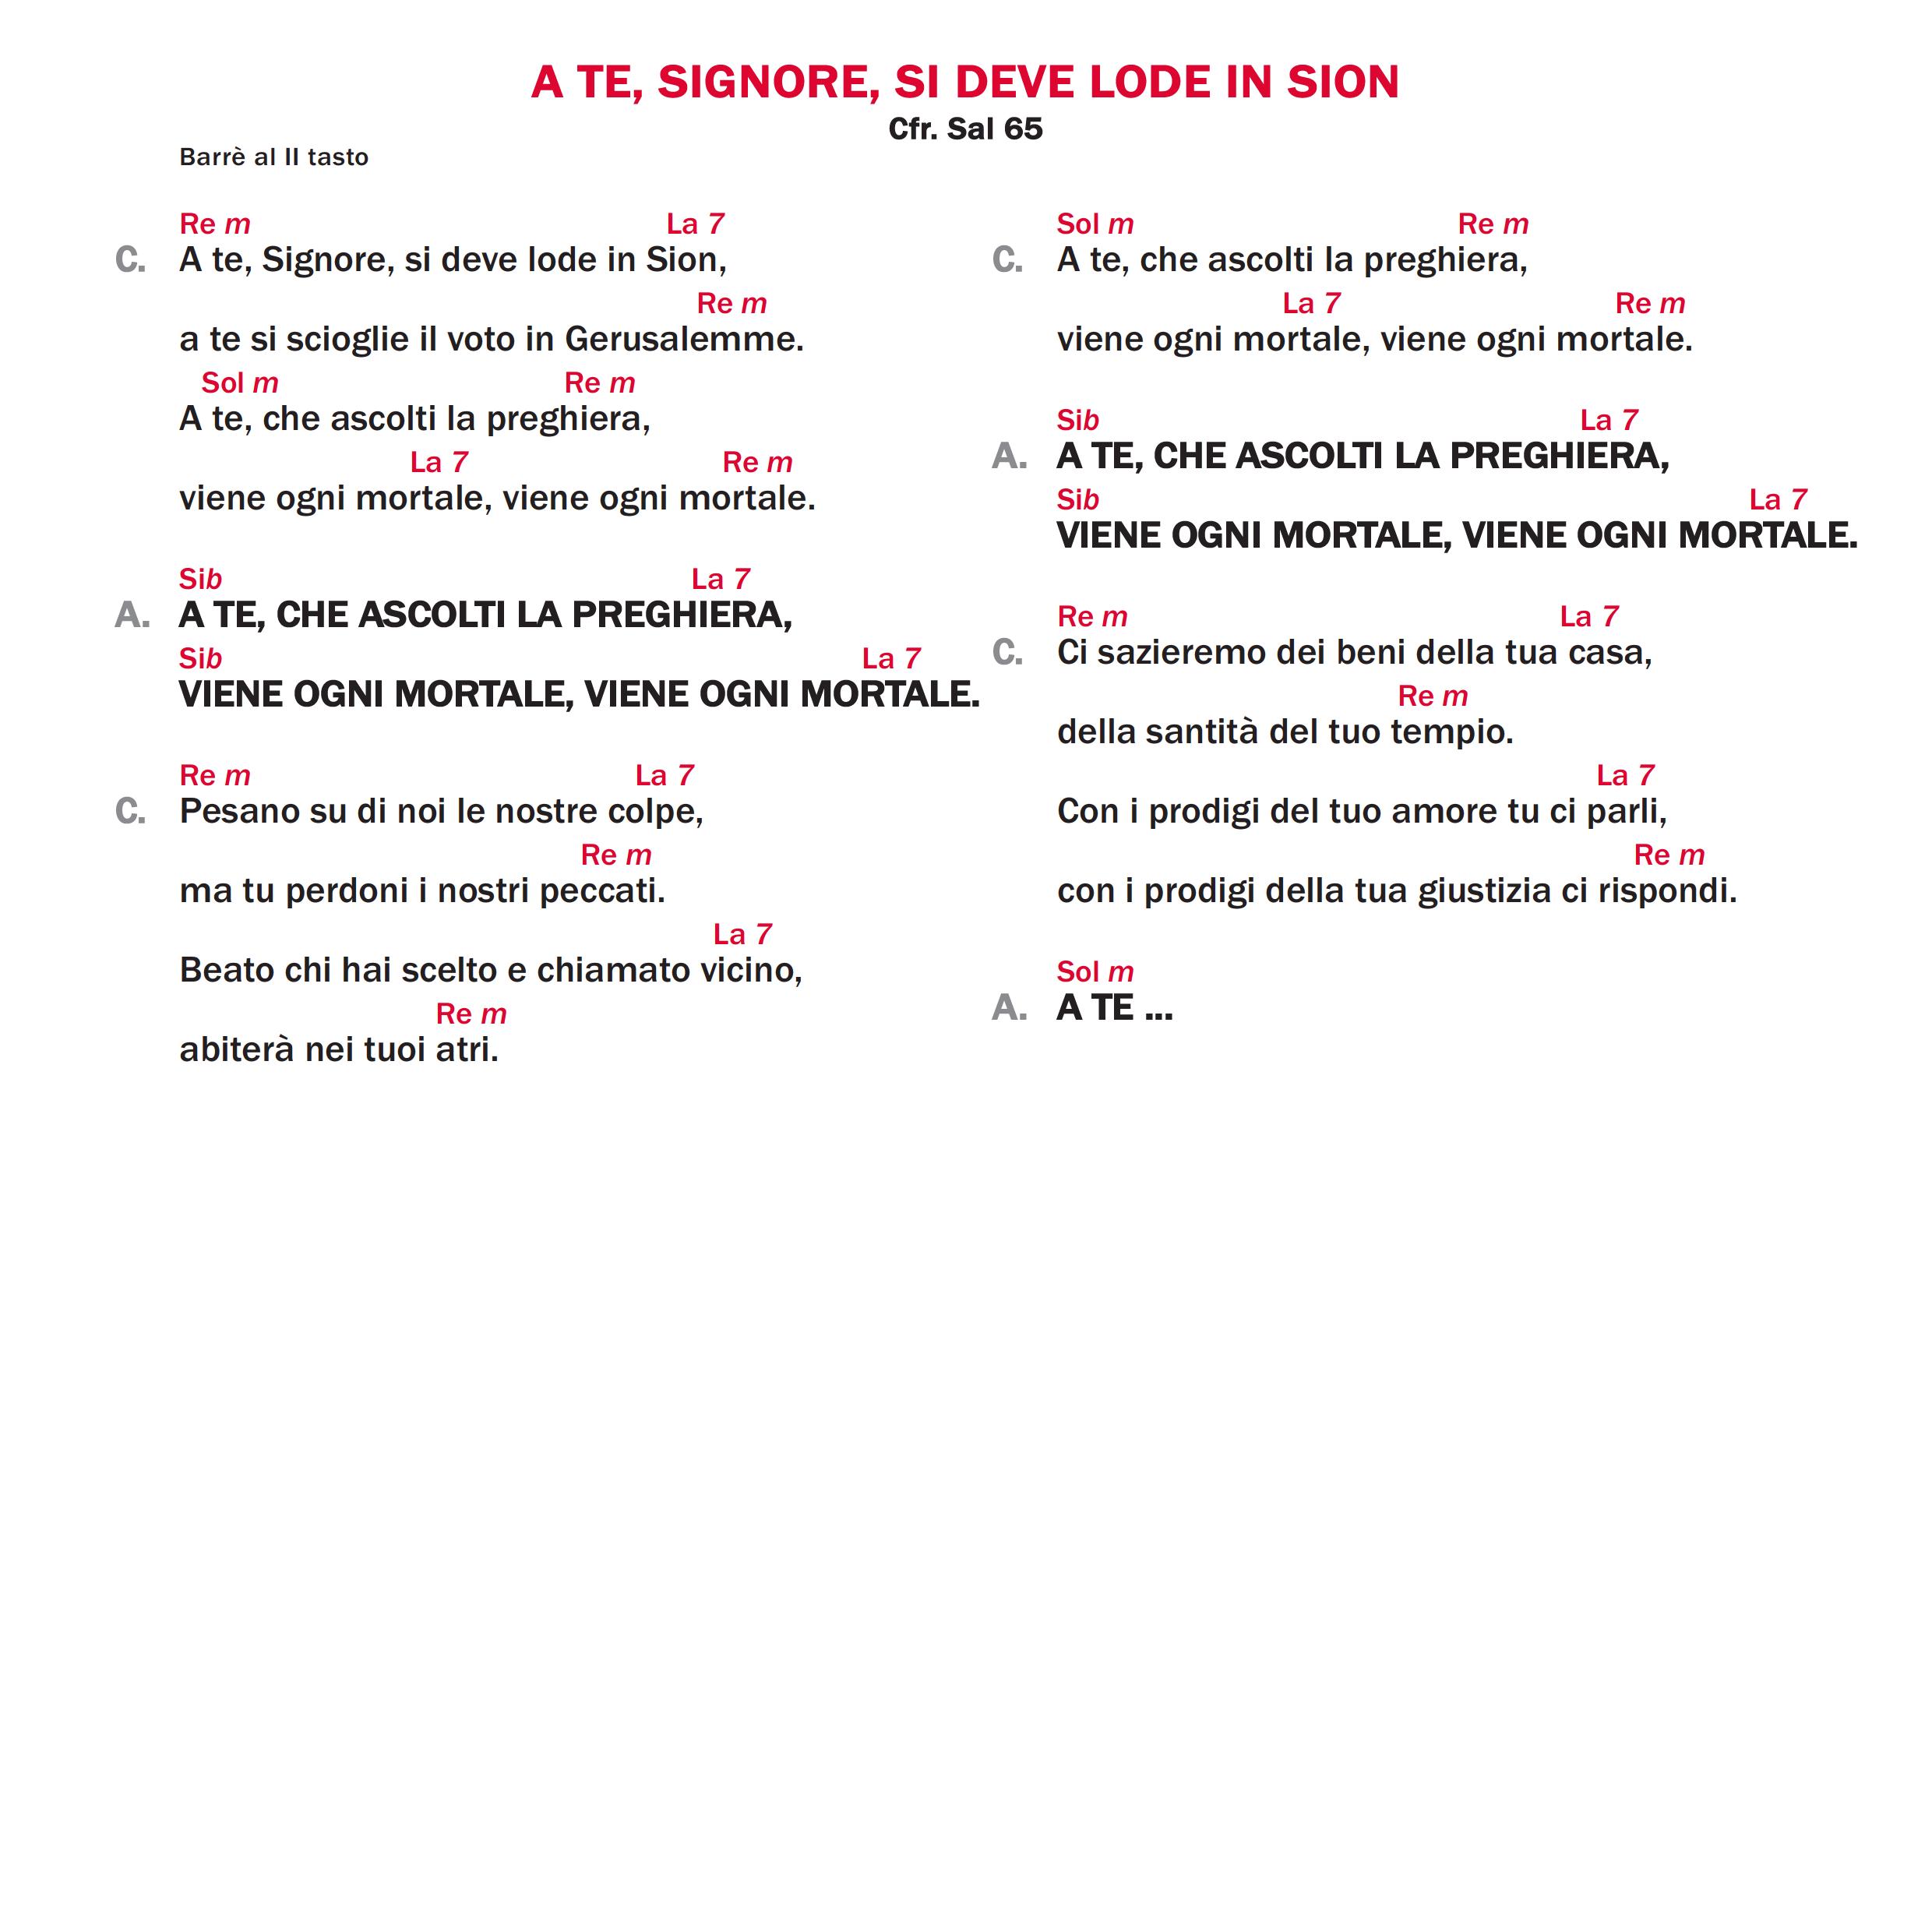 A TE, SIGNORE, SI DEVE LODE IN SION
Cfr. Sal 65
Barrè al II tasto
Re m La 7
C. A te, Signore, si deve lode in Sion,
Re m
a te si scioglie il voto in Gerusalemme.
Sol m Re m
A te, che ascolti la preghiera,
La 7 Re m
viene ogni mortale, viene ogni mortale.
Sib La 7
A. A TE, CHE ASCOLTI LA PREGHIERA,
Sib La 7
VIENE OGNI MORTALE, VIENE OGNI MORTALE.
Re m La 7
C. Pesano su di noi le nostre colpe,
Re m
ma tu perdoni i nostri peccati.
La 7
Beato chi hai scelto e chiamato vicino,
Re m
abiterà nei tuoi atri.
Sol m Re m
C. A te, che ascolti la preghiera,
La 7 Re m
viene ogni mortale, viene ogni mortale.
Sib La 7
A. A TE, CHE ASCOLTI LA PREGHIERA,
Sib La 7
VIENE OGNI MORTALE, VIENE OGNI MORTALE.
Re m La 7
C. Ci sazieremo dei beni della tua casa,
Re m
della santità del tuo tempio.
La 7
Con i prodigi del tuo amore tu ci parli,
Re m
con i prodigi della tua giustizia ci rispondi.
Sol m
A. A TE ...